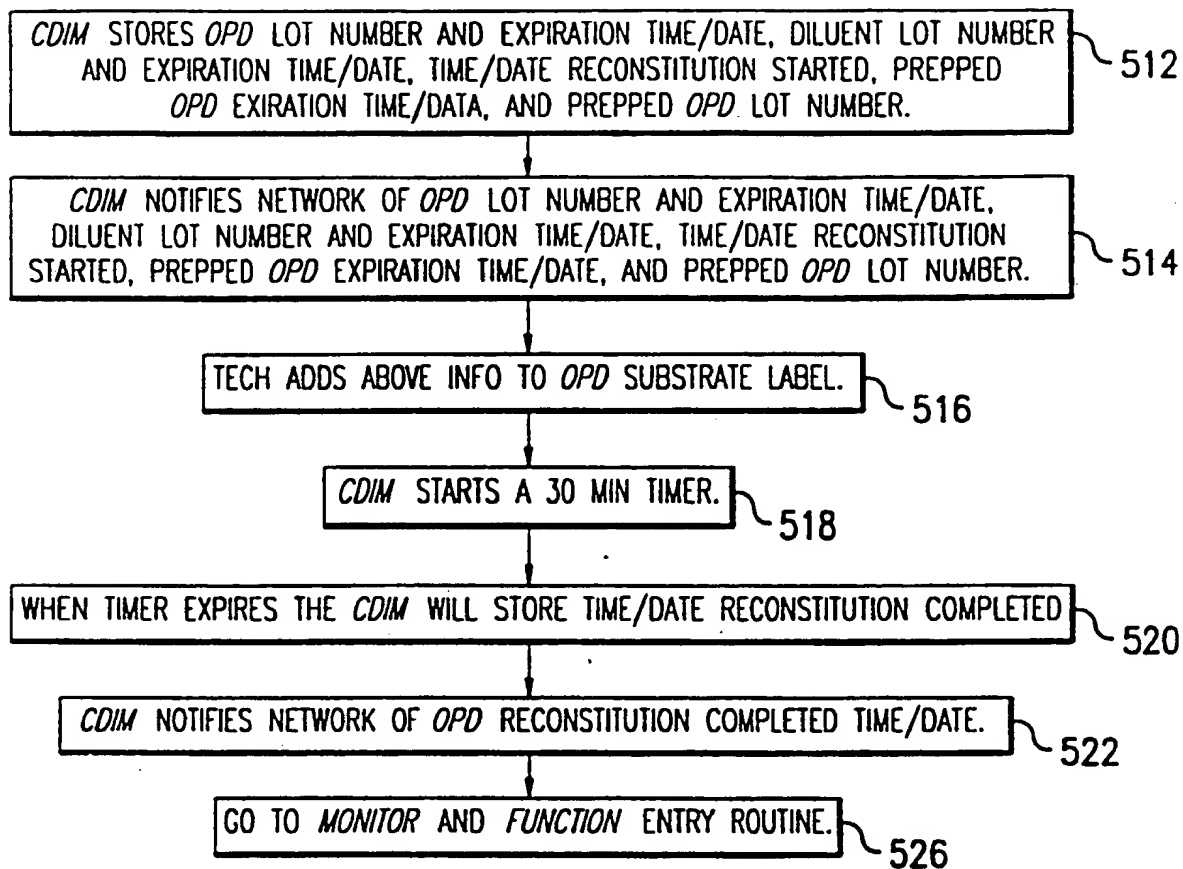 CDIM STORES OPD LOT NUMBER AND EXPIRATION TIME/DATE, DILUENT LOT NUMBER
AND EXPIRATION TIME/DATE, TIME/DATE RECONSTITUTION STARTED, PREPPED
OPD EXIRATION TIME/DATA, AND PREPPED OPD LOT NUMBER.
512
CDIM NOTIFIES NETWORK OF OPD LOT NUMBER AND EXPIRATION TIME/DATE,
DILUENT LOT NUMBER AND EXPIRATION TIME/DATE, TIME/DATE RECONSTITUTION
STARTED, PREPPED OPD EXPIRATION TIME/DATE, AND PREPPED OPD LOT NUMBER.
514
TECH ADDS ABOVE INFO TO OPD SUBSTRATE LABEL.
516
CDIM STARTS A 30 MIN TIMER.
518
WHEN TIMER EXPIRES THE CDIM WILL STORE TIME/DATE RECONSTITUTION COMPLETED
520
CDIM NOTIFIES NETWORK OF OPD RECONSTITUTION COMPLETED TIME/DATE.
522
GO TO MONITOR AND FUNCTION ENTRY ROUTINE.
526